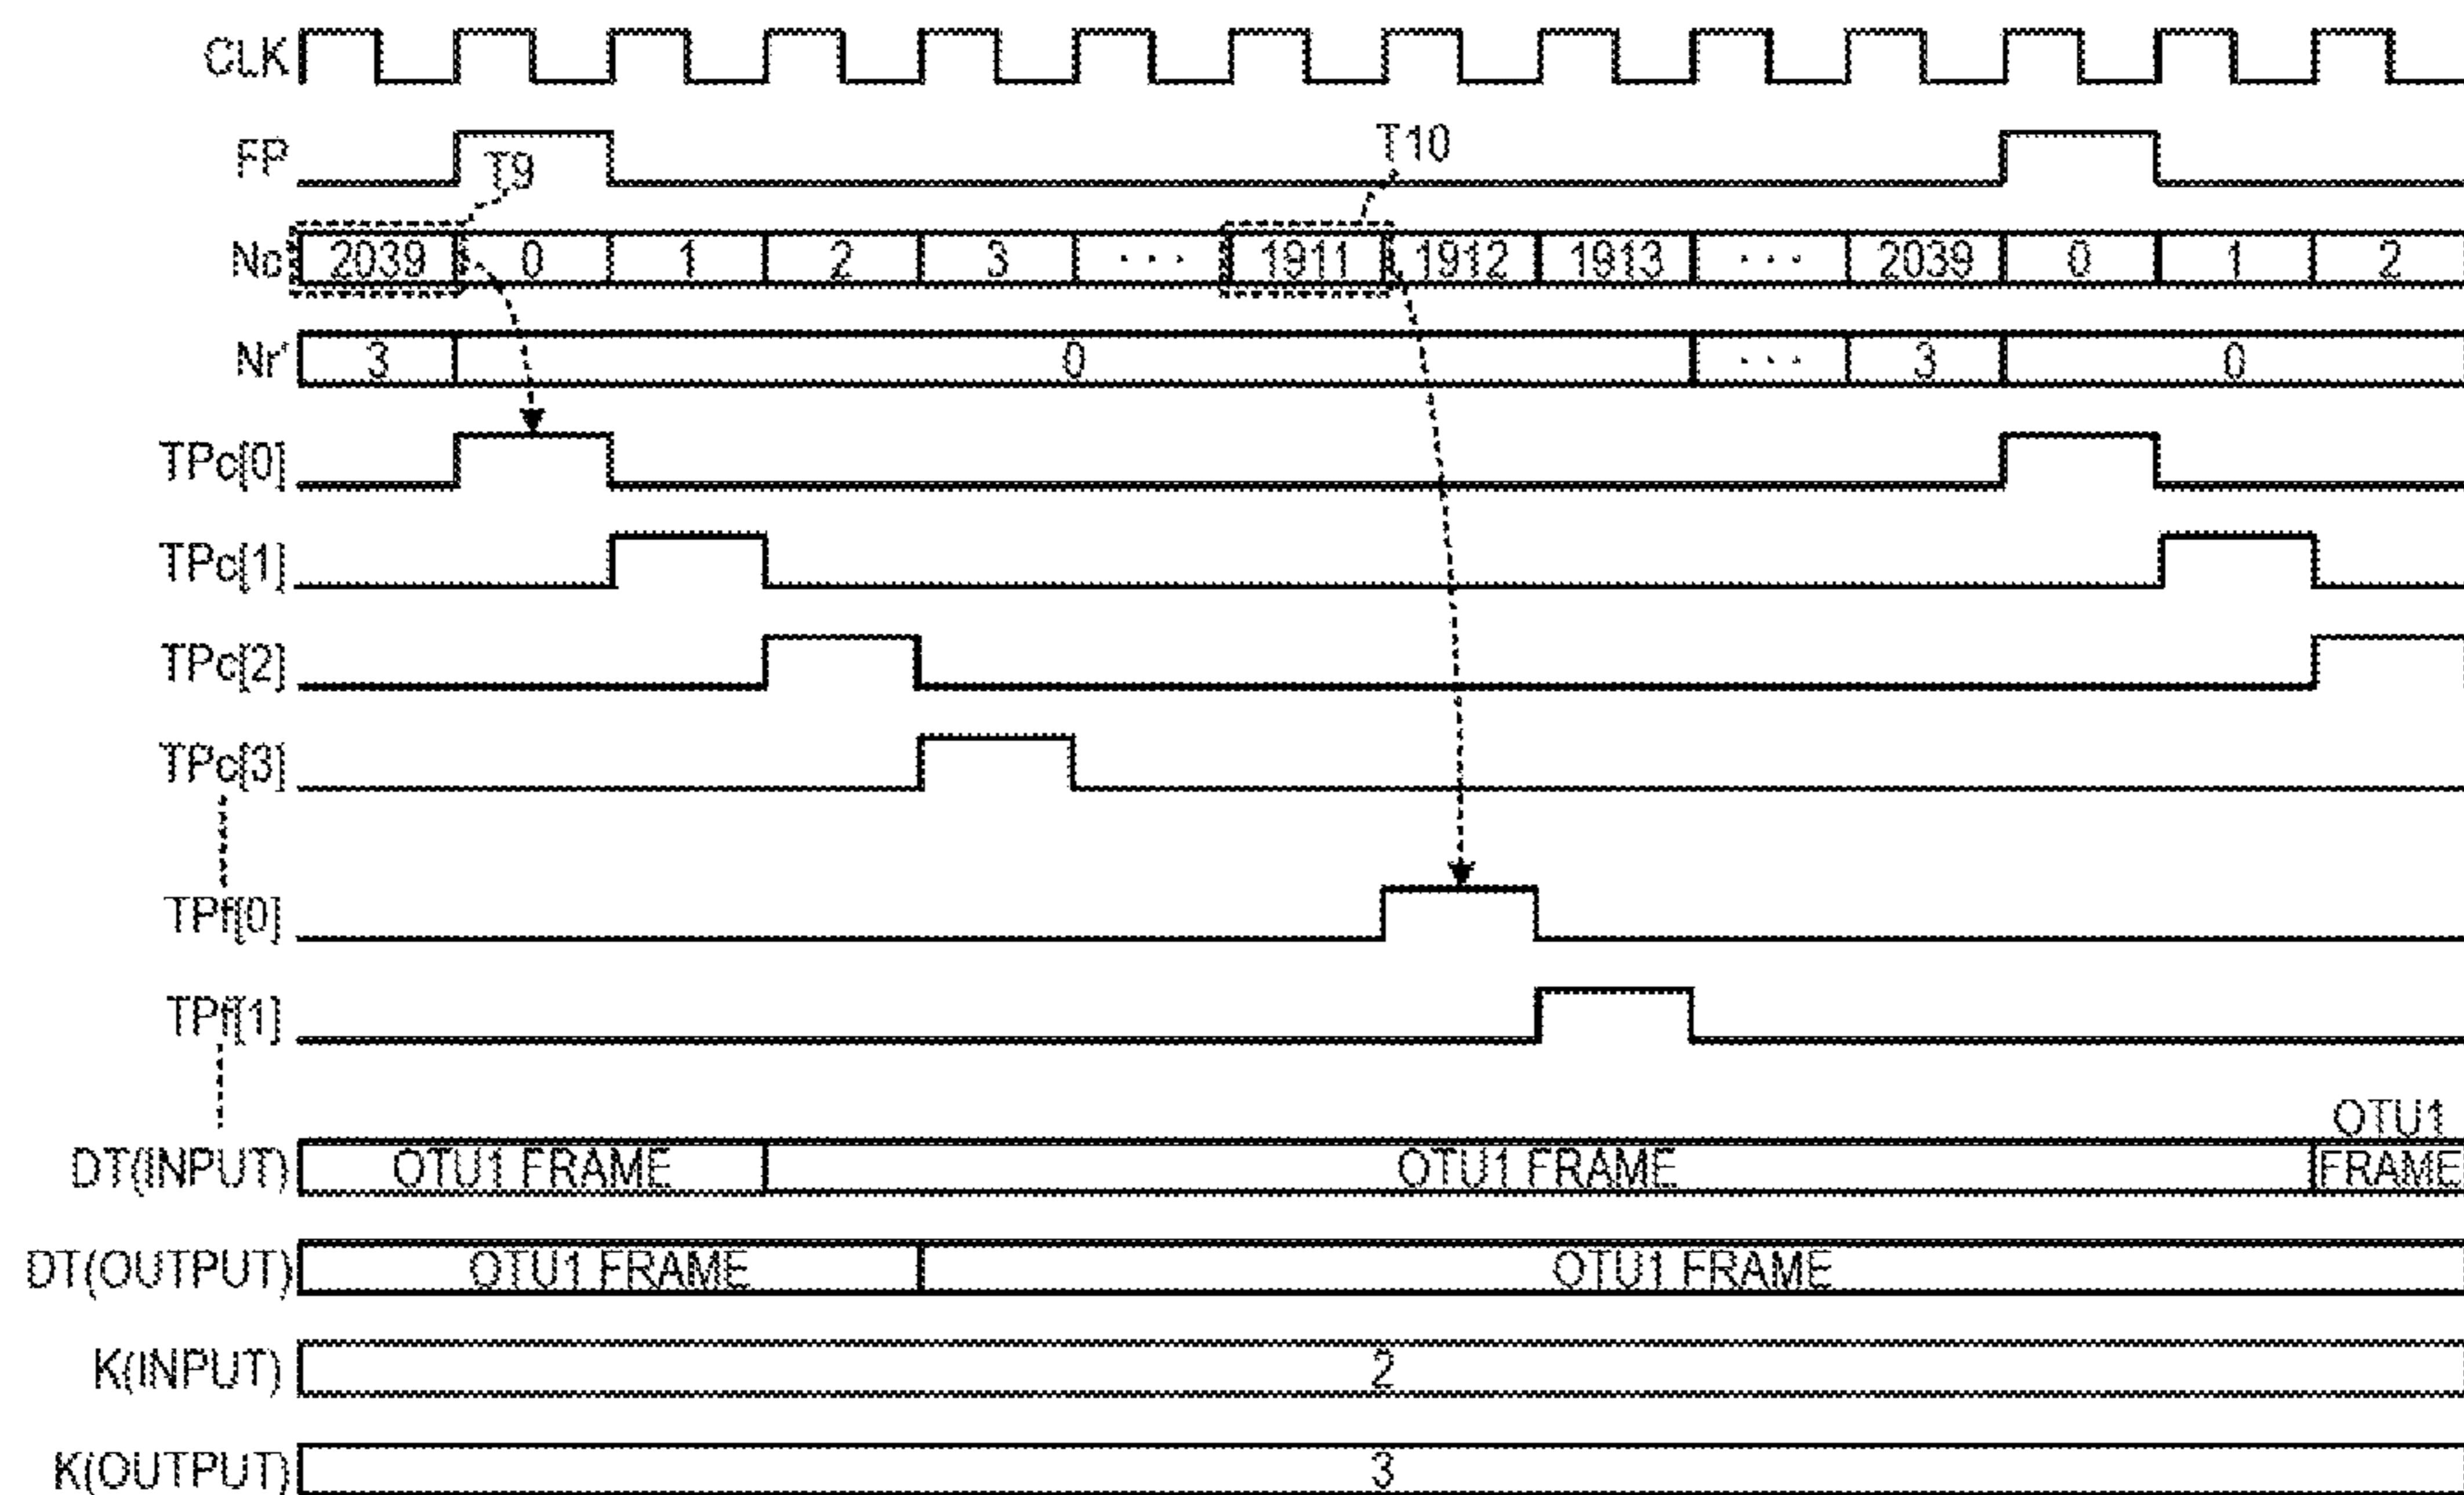 CLK
FP
T9
T10
Nc' 2039 0 1 2 3 ... 1911 1912 1913 ... 2039 0 1 2
Nr' 3 0 ... 3 0
TPc[0]
TPc[1]
TPc[2]
TPc[3]
TPf[0]
TPf[1]
DT(INPUT) OTU1 FRAME OTU1 FRAME OTU1 FRAME
DT(OUTPUT) OTU1 FRAME OTU1 FRAME
K(INPUT) 2
K(OUTPUT) 3